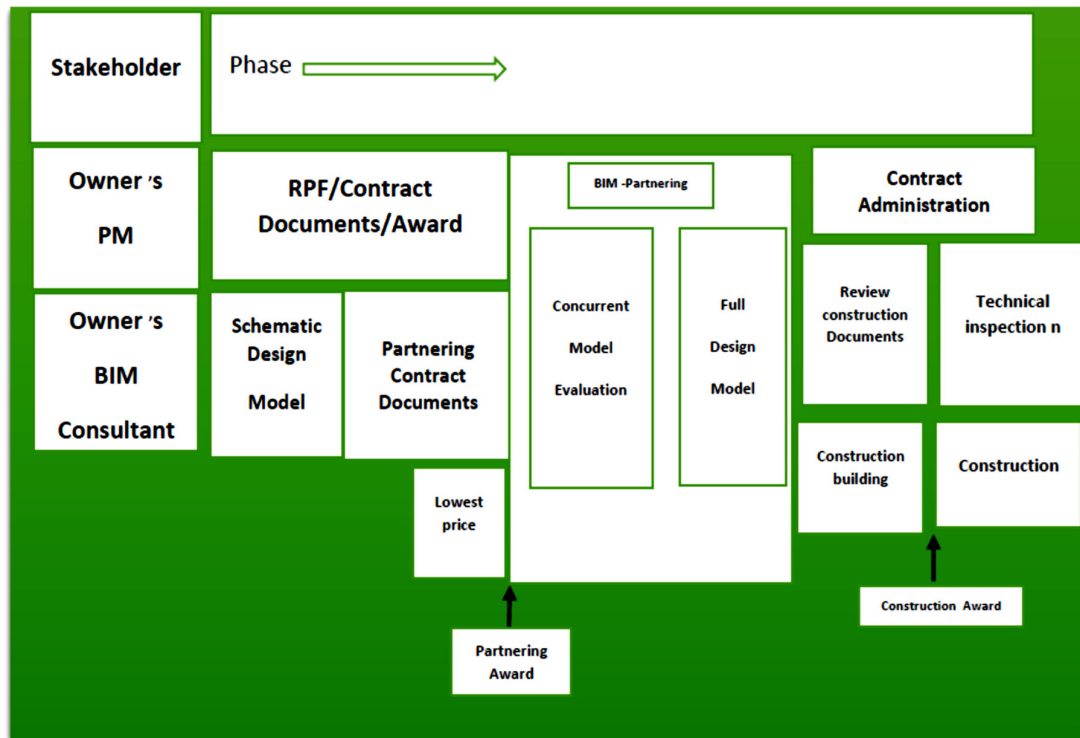 Stakeholder
Phase
Owner 's
PM
RPF/Contract
Documents/Award
BIM -Partnering
Contract
Administration
Owner 's
BIM
Consultant
Schematic
Design
Model
Partnering
Contract
Documents
Concurrent
Model
Evaluation
Full
Design
Model
Review
construction
Documents
Technical
inspection n
Lowest
price
Construction
building
Construction
Partnering
Award
Construction Award